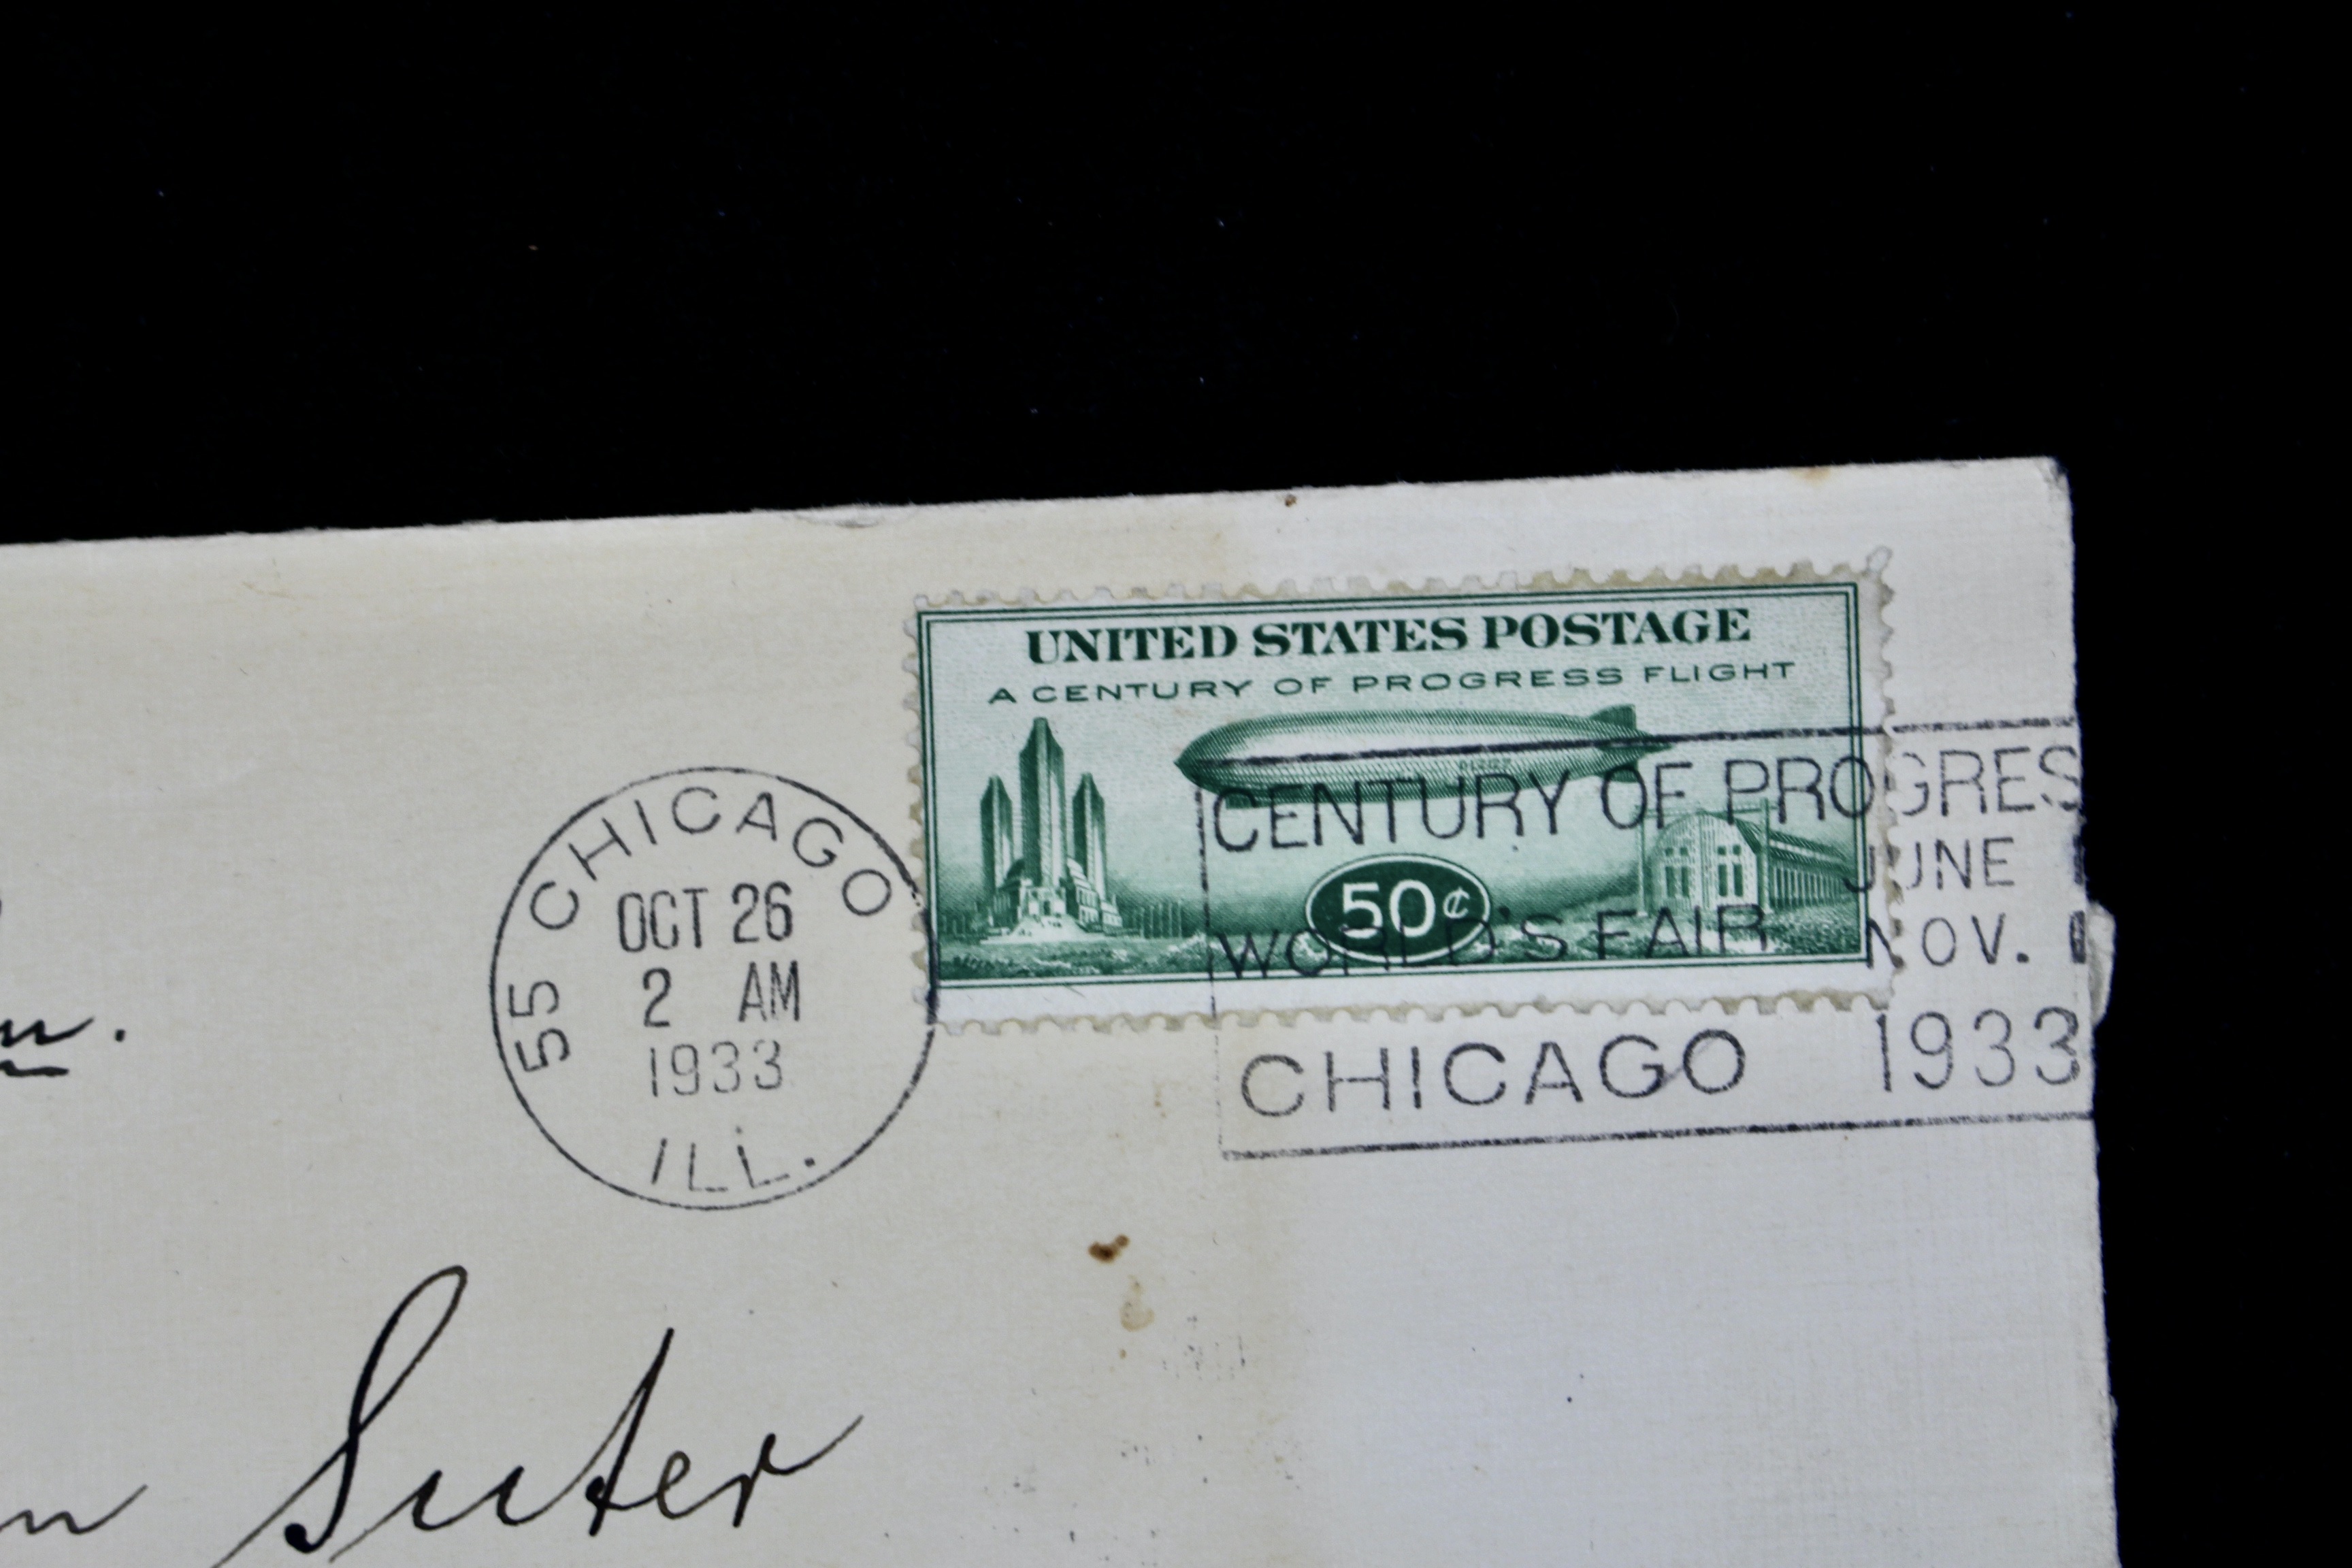 UNITED STATES POSTAGE
A CENTURY OF PROGRESS FLIGHT
50¢
55 CHICAGO
OCT 26
2 AM
1933
ILL.
CENTURY OF PROGRES
JUNE
WORLD'S FAIR NOV.
CHICAGO 1933
Suter